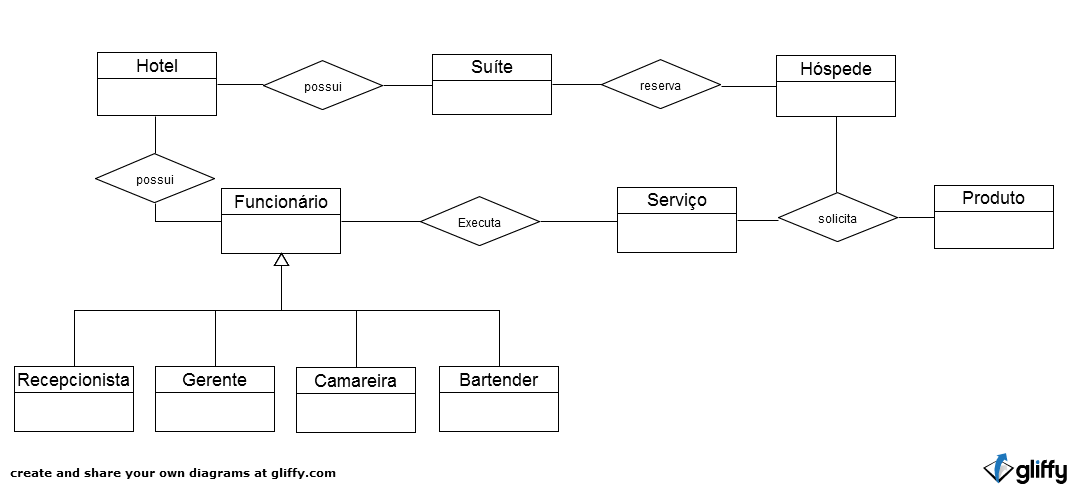 Hotel
possui
Suíte
reserva
Hóspede
possui
Funcionário
Executa
Serviço
solicita
Produto
Recepcionista
Gerente
Camareira
Bartender
create and share your own diagrams at gliffy.com
gliffy